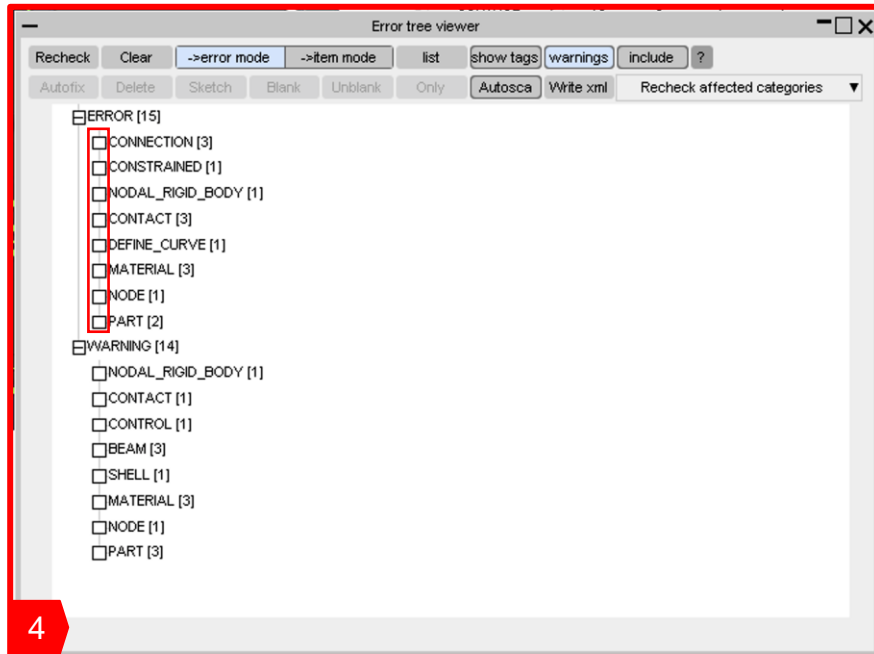 Error tree viewer
Recheck Clear ->error mode ->item mode list show tags warnings include ?
Autofix Delete Sketch Blank Unblank Only Autosca Write xml Recheck affected categories
ERROR [15]
CONNECTION [3]
CONSTRAINED [1]
NODAL_RIGID_BODY [1]
CONTACT [3]
DEFINE_CURVE [1]
MATERIAL [3]
NODE [1]
PART [2]
WARNING [14]
NODAL_RIGID_BODY [1]
CONTACT [1]
CONTROL [1]
BEAM [3]
SHELL [1]
MATERIAL [3]
NODE [1]
PART [3]
4